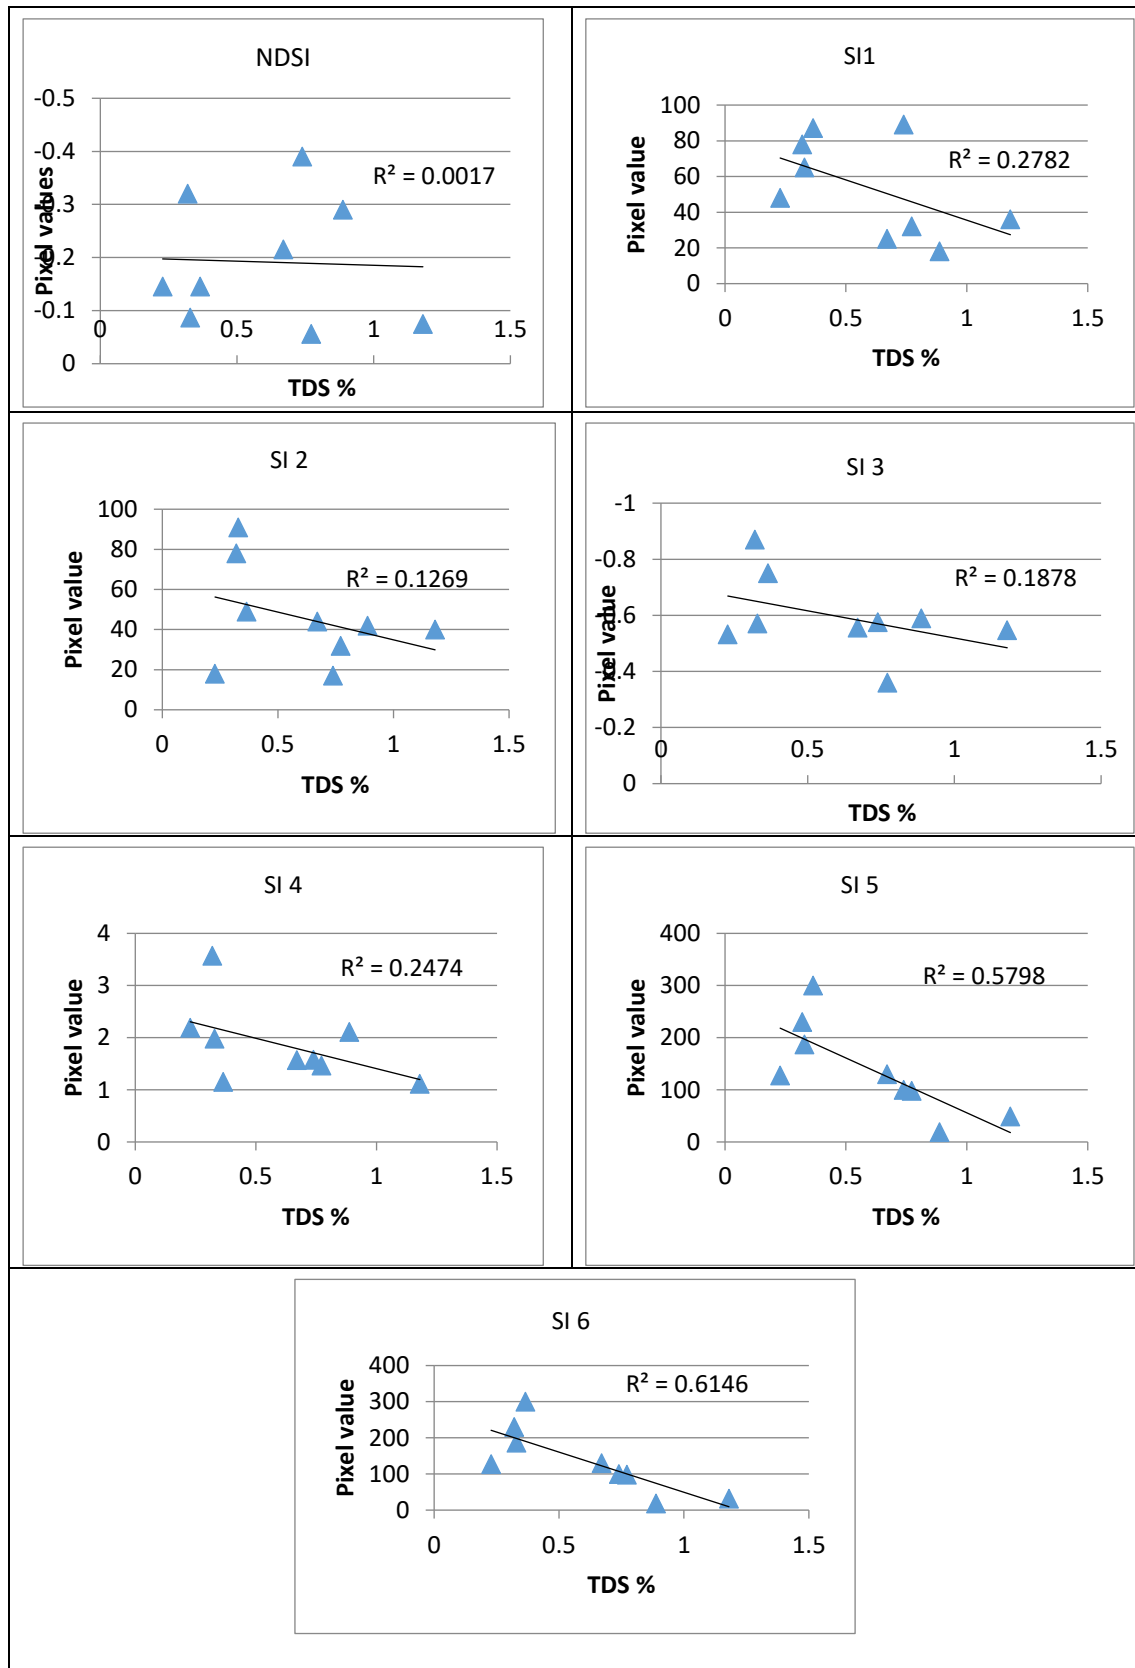 NDSI
-0.5
-0.4
-0.3
-0.2
-0.1
0
0 0.5 1 1.5
Pixel values
R² = 0.0017
TDS %
SI1
100
80
60
40
20
0
0 0.5 1 1.5
Pixel value
R² = 0.2782
TDS %
SI 2
100
80
60
40
20
0
0 0.5 1 1.5
Pixel value
R² = 0.1269
TDS %
SI 3
-1
-0.8
-0.6
-0.4
-0.2
0
0 0.5 1 1.5
Pixel value
R² = 0.1878
TDS %
SI 4
4
3
2
1
0
0 0.5 1 1.5
Pixel value
R² = 0.2474
TDS %
SI 5
400
300
200
100
0
0 0.5 1 1.5
Pixel value
R² = 0.5798
TDS %
SI 6
400
300
200
100
0
0 0.5 1 1.5
Pixel value
R² = 0.6146
TDS %